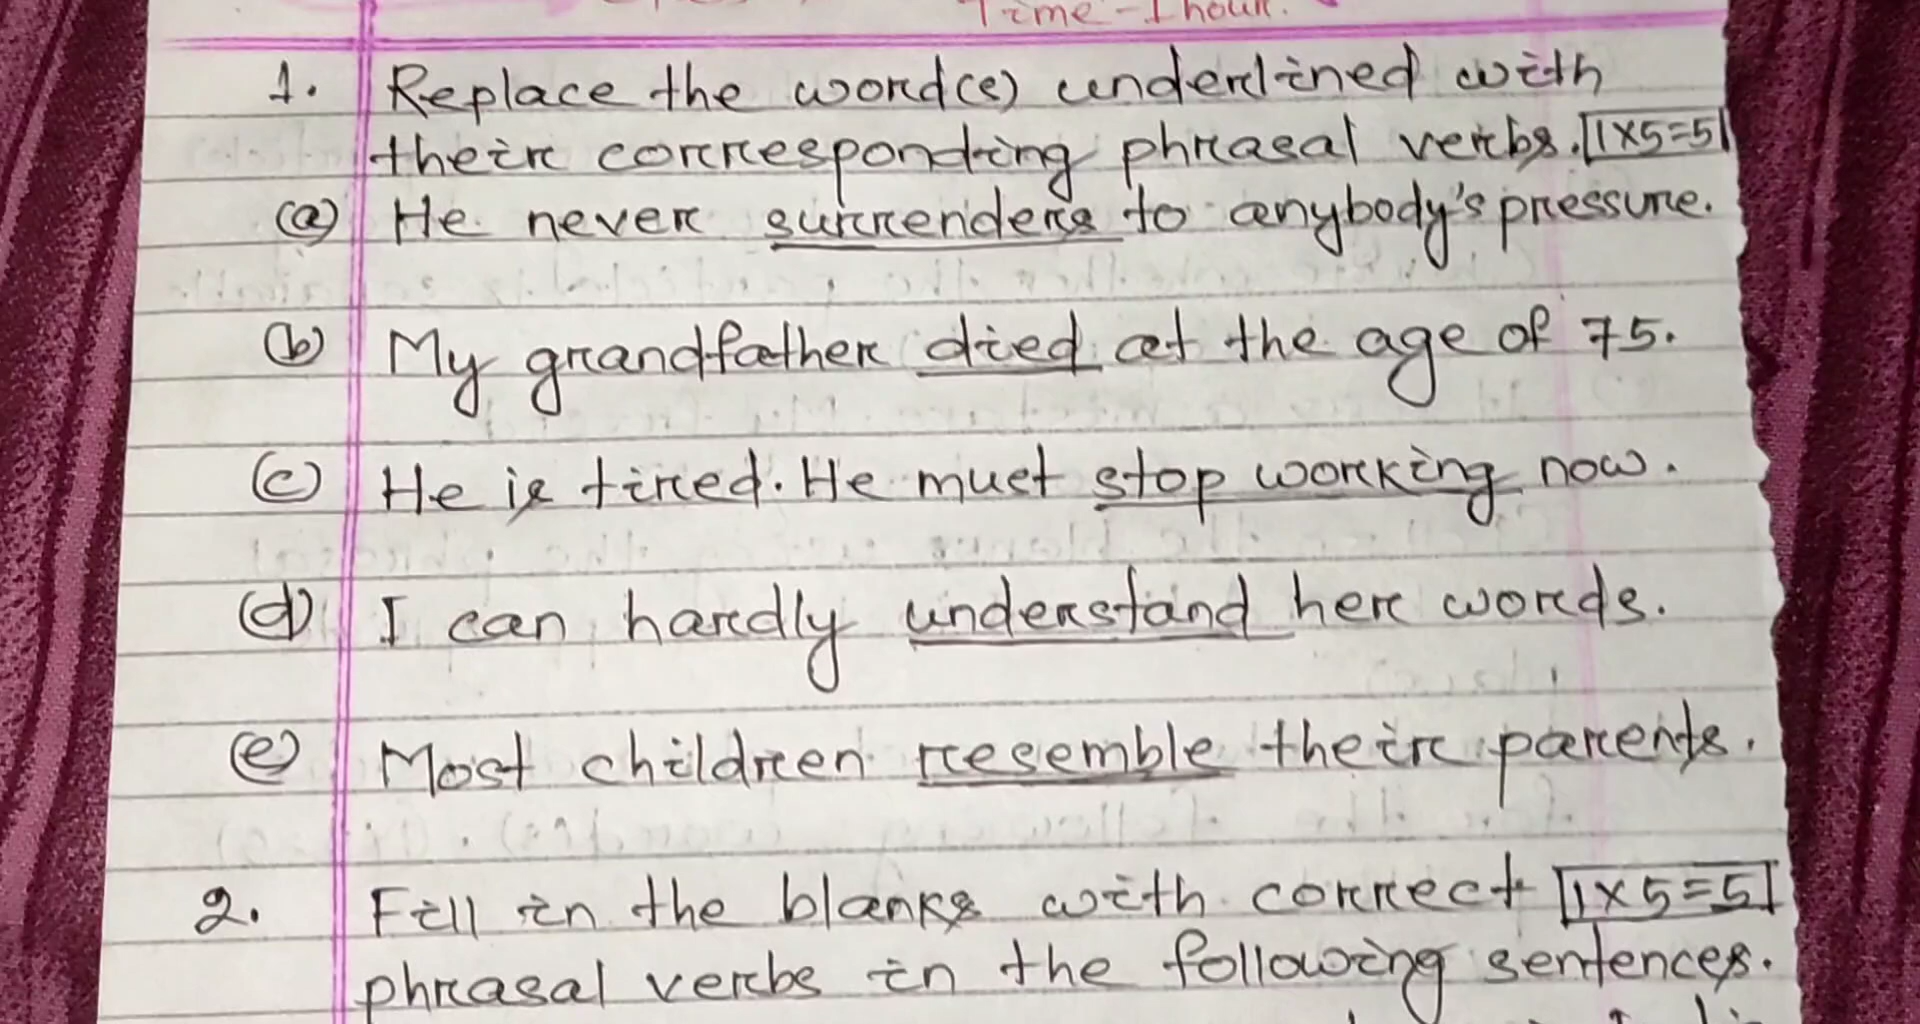 Time-1 hour.
1. Replace the word(s) underlined with
their corresponding phrasal verbs. 1×5=5
(a) He never surrenders to anybody's pressure.
(b) My grandfather died at the age of 75.
(c) He is tired. He must stop working now.
(d) I can hardly understand her words.
(e) Most children resemble their parents.
2. Fill in the blanks with correct 1×5=5
phrasal verbs in the following sentences.